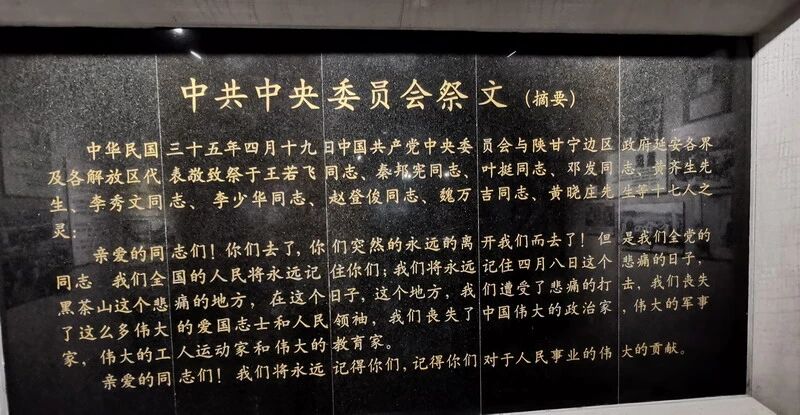 中共中央委员会祭文（摘要）
中华民国三十五年四月十九日中国共产党中央委员会与陕甘宁边区政府延安各界
及各解放区代表敬致祭于王若飞同志、秦邦宪同志、叶挺同志、邓发同志、黄齐生先
生、李秀文同志、李少华同志、赵登俊同志、魏万吉同志、黄晓庄先生等十七人之
灵：
亲爱的同志们！你们去了，你们突然的永远的离开我们而去了！但是我们全党的
同志 我们全国的人民将永远记住你们；我们将永远记住四月八日这个悲痛的日子，
黑茶山这个悲痛的地方，在这个日子，这个地方，我们遭受了悲痛的打去，我们丧失
了这么多伟大的爱国志士和人民领袖，我们丧失了中国伟大的政治家，伟大的军事
家，伟大的工人运动家和伟大的教育家。
亲爱的同志们！我们将永远记得你们，记得你们对于人民事业的伟大的贡献。